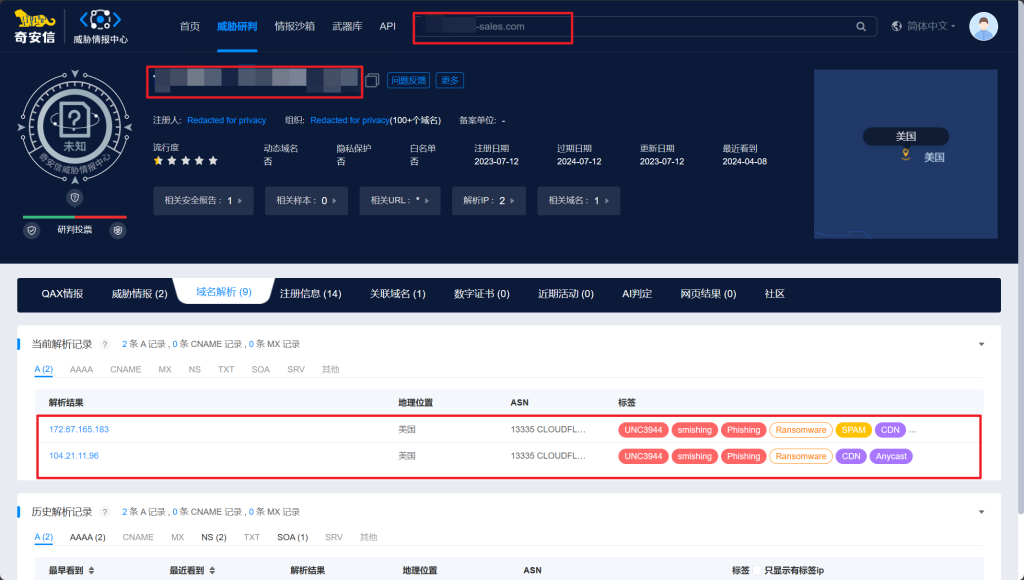 奇安信
威胁情报中心
首页 威胁研判 情报沙箱 武器库 API
-sales.com
简体中文
问题反馈 更多
注册人: Redacted for privacy 组织: Redacted for privacy(100+个域名) 备案单位: -
未知
奇安信威胁情报中心
流行度 动态域名 隐私保护 白名单 注册日期 过期日期 更新日期 最近看到
否 否 否 2023-07-12 2024-07-12 2023-07-12 2024-04-08
美国
美国
相关安全报告: 1 相关样本: 0 相关URL: * 解析IP: 2 相关域名: 1
研判投票
QAX情报 威胁情报 (2) 域名解析 (9) 注册信息 (14) 关联域名 (1) 数字证书 (0) 近期活动 (0) AI判定 网页结果 (0) 社区
当前解析记录 ? 2 条 A 记录 , 0 条 CNAME 记录 , 0 条 MX 记录
A (2) AAAA CNAME MX NS TXT SOA SRV 其他
解析结果 地理位置 ASN 标签
172.67.165.183 美国 13335 CLOUDFL... UNC3944 smishing Phishing Ransomware SPAM CDN ...
104.21.11.96 美国 13335 CLOUDFL... UNC3944 smishing Phishing Ransomware CDN Anycast
历史解析记录 ? 2 条 A 记录 , 0 条 CNAME 记录 , 0 条 MX 记录
A (2) AAAA (2) CNAME MX NS (2) TXT SOA (1) SRV 其他
最早看到 最近看到 解析结果 地理位置 ASN 标签 只显示有标签ip